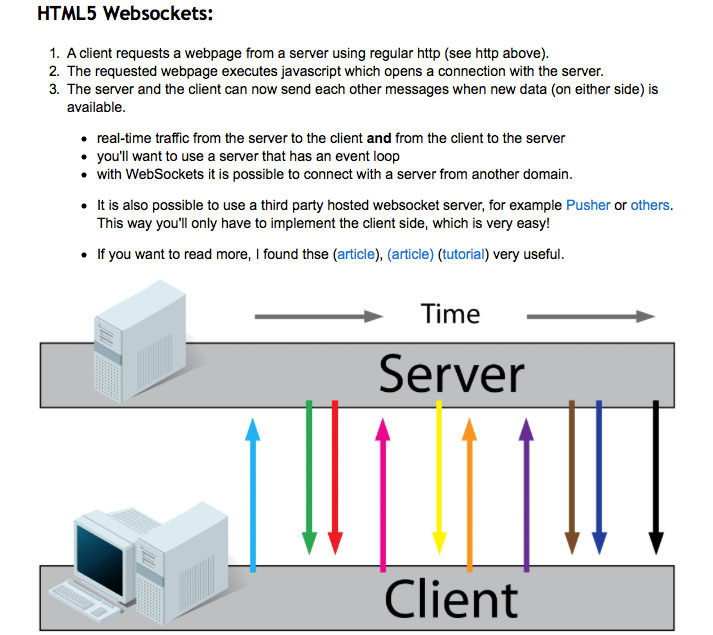 HTML5 Websockets:
1. A client requests a webpage from a server using regular http (see http above).
2. The requested webpage executes javascript which opens a connection with the server.
3. The server and the client can now send each other messages when new data (on either side) is
available.
• real-time traffic from the server to the client and from the client to the server
• you'll want to use a server that has an event loop
• with WebSockets it is possible to connect with a server from another domain.
• It is also possible to use a third party hosted websocket server, for example Pusher or others.
This way you'll only have to implement the client side, which is very easy!
• If you want to read more, I found thse (article), (article) (tutorial) very useful.
Time
Server
Client